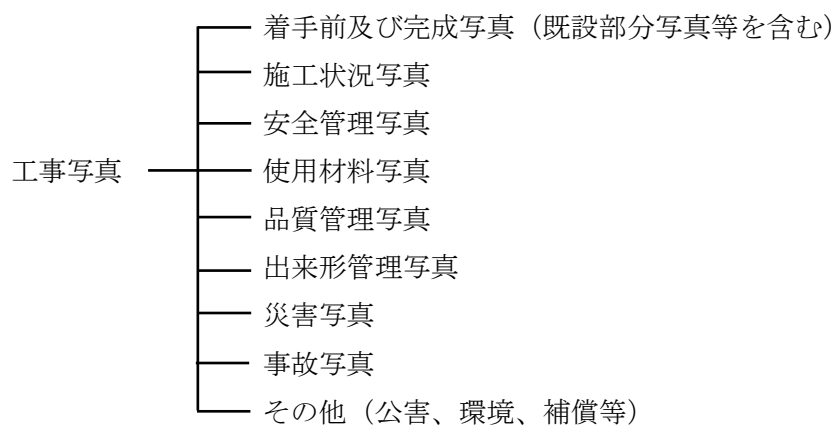 着手前及び完成写真（既設部分写真等を含む）
施工状況写真
安全管理写真
工事写真
使用材料写真
品質管理写真
出来形管理写真
災害写真
事故写真
その他（公害、環境、補償等）